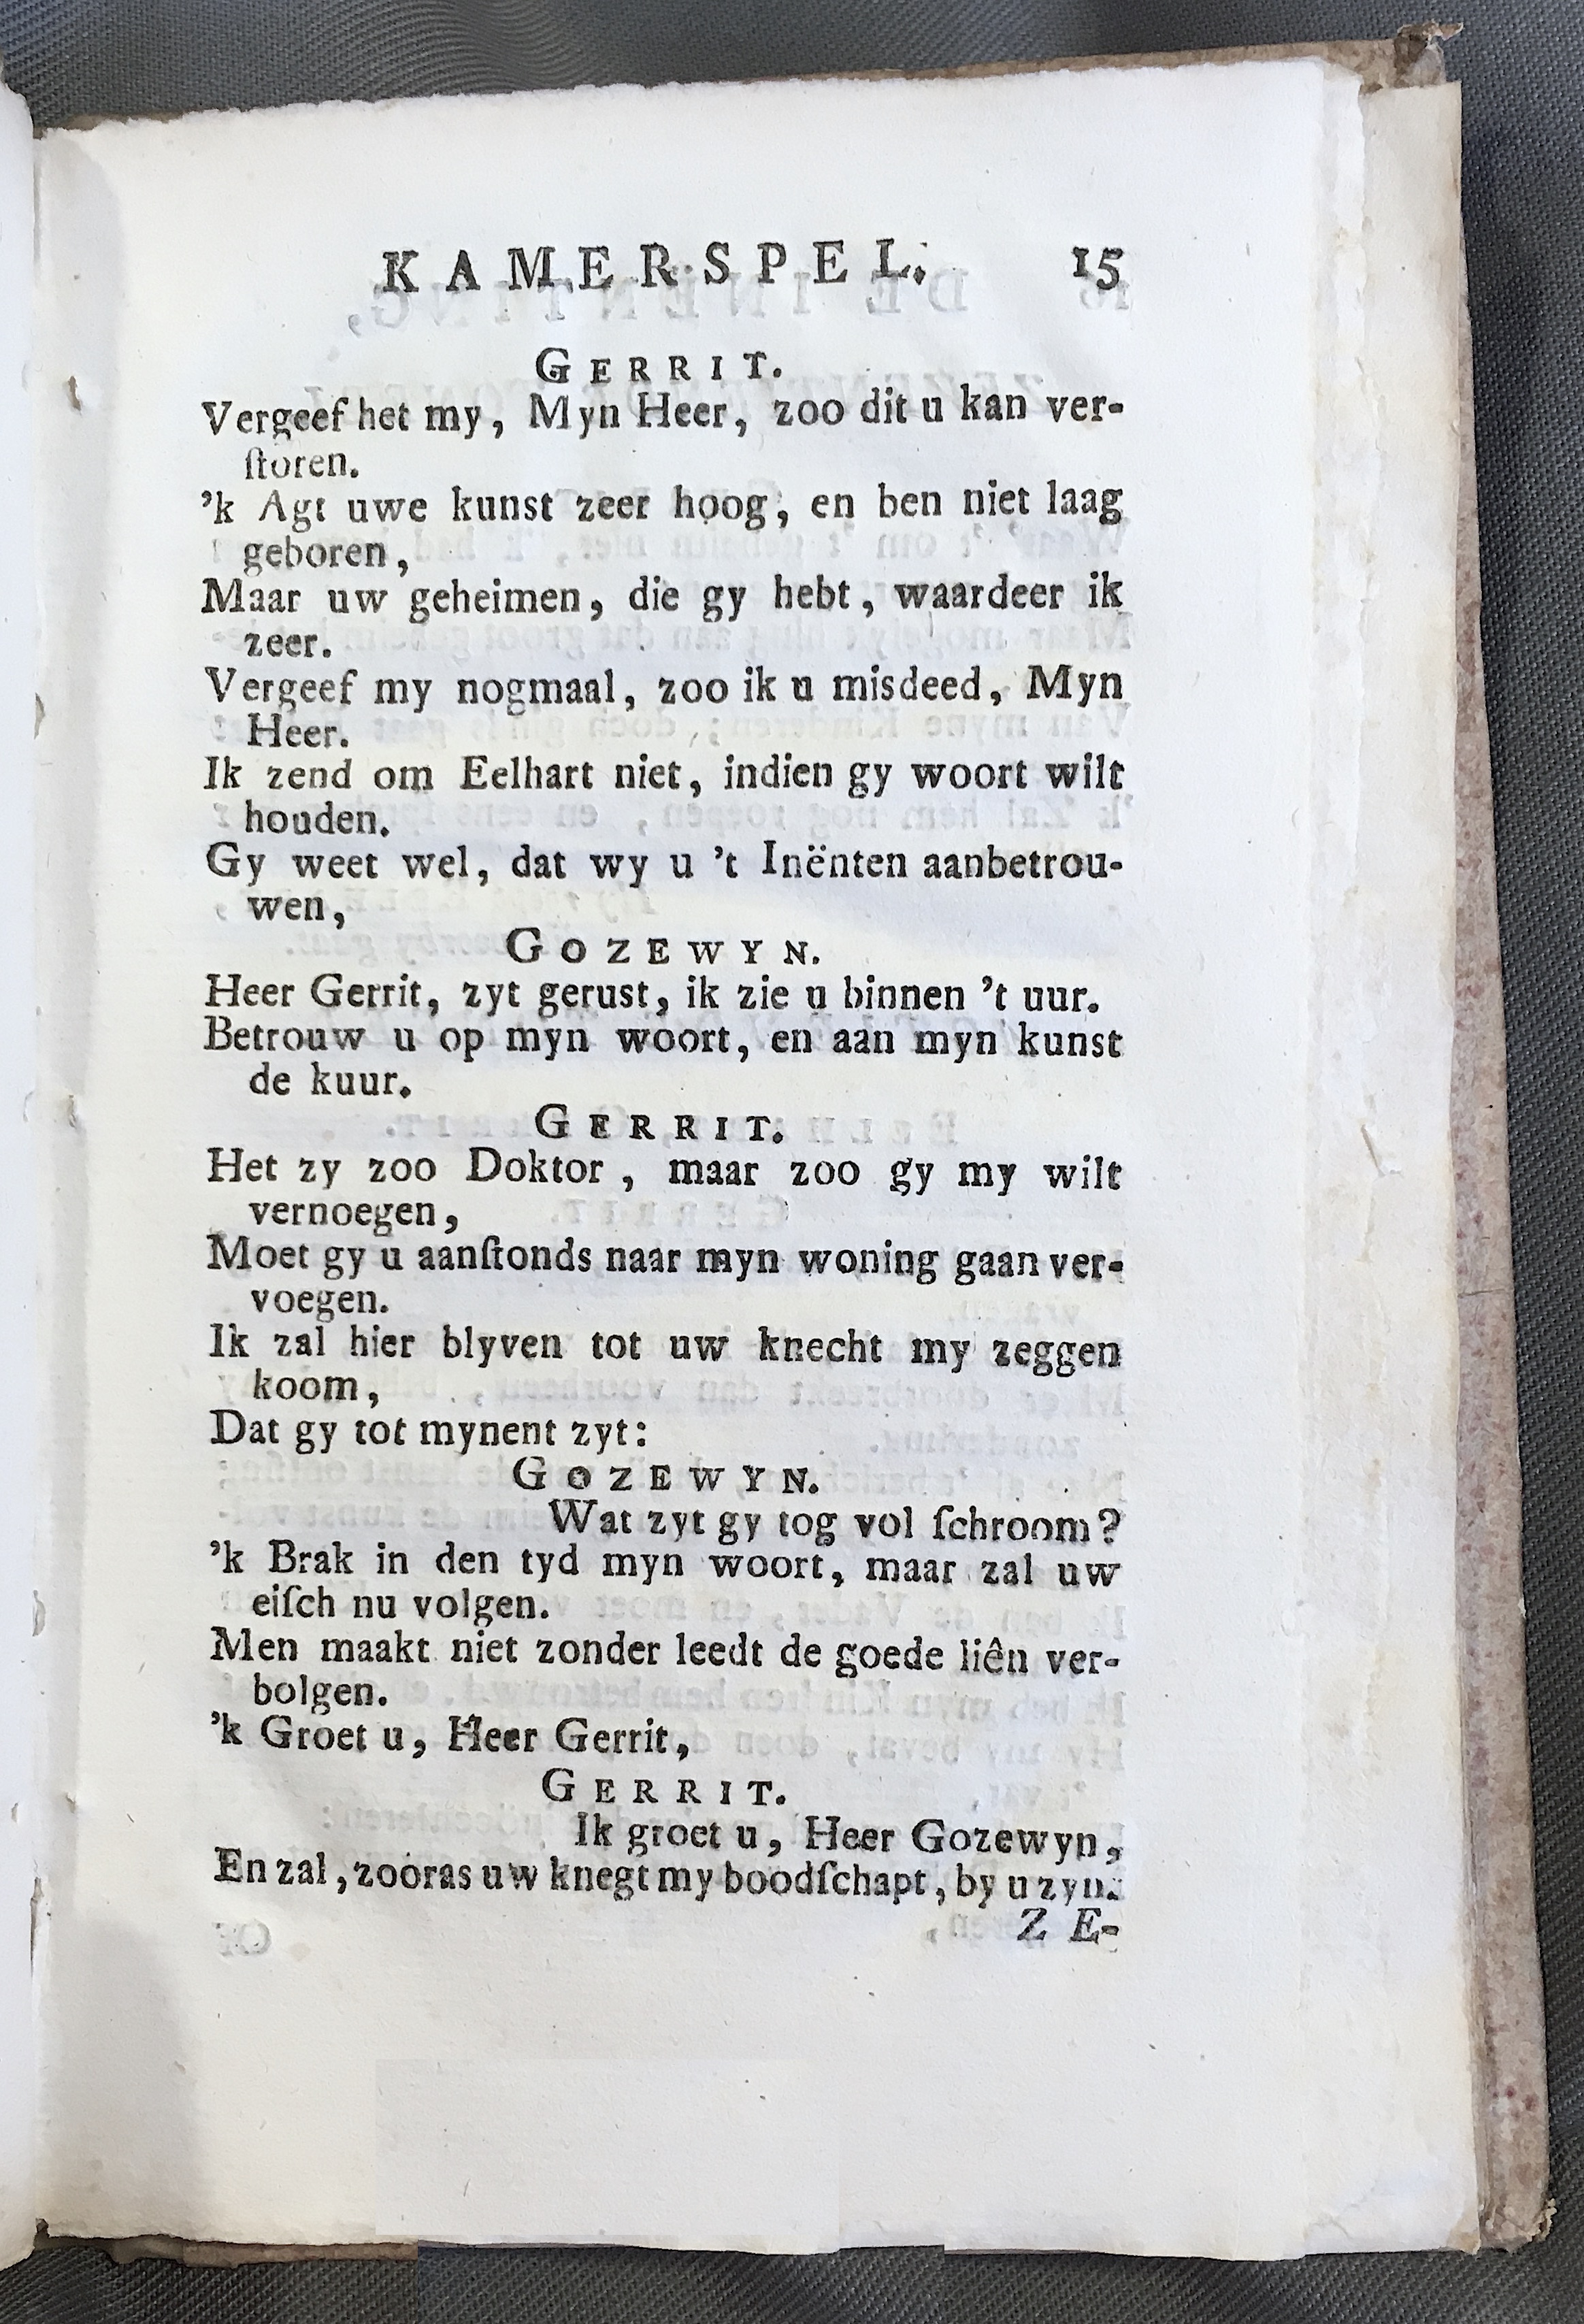 KAMERSPEL. 15
GERRIT.
Vergeef het my, Myn Heer, zoo dit u kan ver-
ſtoren.
'k Agt uwe kunst zeer hoog, en ben niet laag
geboren,
Maar uw geheimen, die gy hebt, waardeer ik
zeer.
Vergeef my nogmaal, zoo ik u misdeed, Myn
Heer.
Ik zend om Eelhart niet, indien gy woort wilt
houden.
Gy weet wel, dat wy u 't Inënten aanbetrou-
wen,
GOZEWYN.
Heer Gerrit, zyt gerust, ik zie u binnen 't uur.
Betrouw u op myn woort, en aan myn kunst
de kuur.
GERRIT.
Het zy zoo Doktor, maar zoo gy my wilt
vernoegen,
Moet gy u aanſtonds naar myn woning gaan ver-
voegen.
Ik zal hier blyven tot uw knecht my zeggen
koom,
Dat gy tot mynent zyt:
GOZEWYN.
Wat zyt gy tog vol ſchroom?
'k Brak in den tyd myn woort, maar zal uw
eiſch nu volgen.
Men maakt niet zonder leedt de goede liên ver-
bolgen.
'k Groet u, Heer Gerrit,
GERRIT.
Ik groet u, Heer Gozewyn,
En zal, zooras uw knegt my boodſchapt, by u zyn.
ZE-